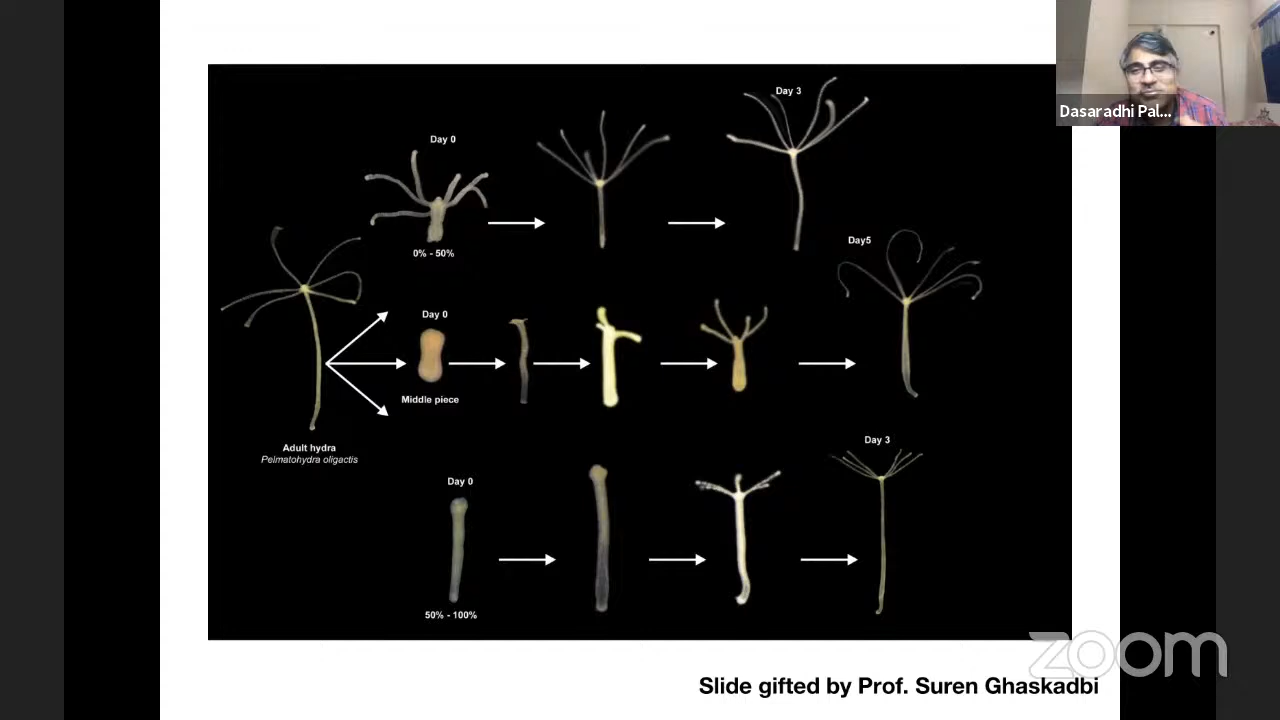 Dasaradhi Pal...
Day 3
Day 0
0% - 50%
Day5
Day 0
Middle piece
Adult hydra
Pelmatohydra oligactis
Day 3
Day 0
50% - 100%
zoom
Slide gifted by Prof. Suren Ghaskadbi